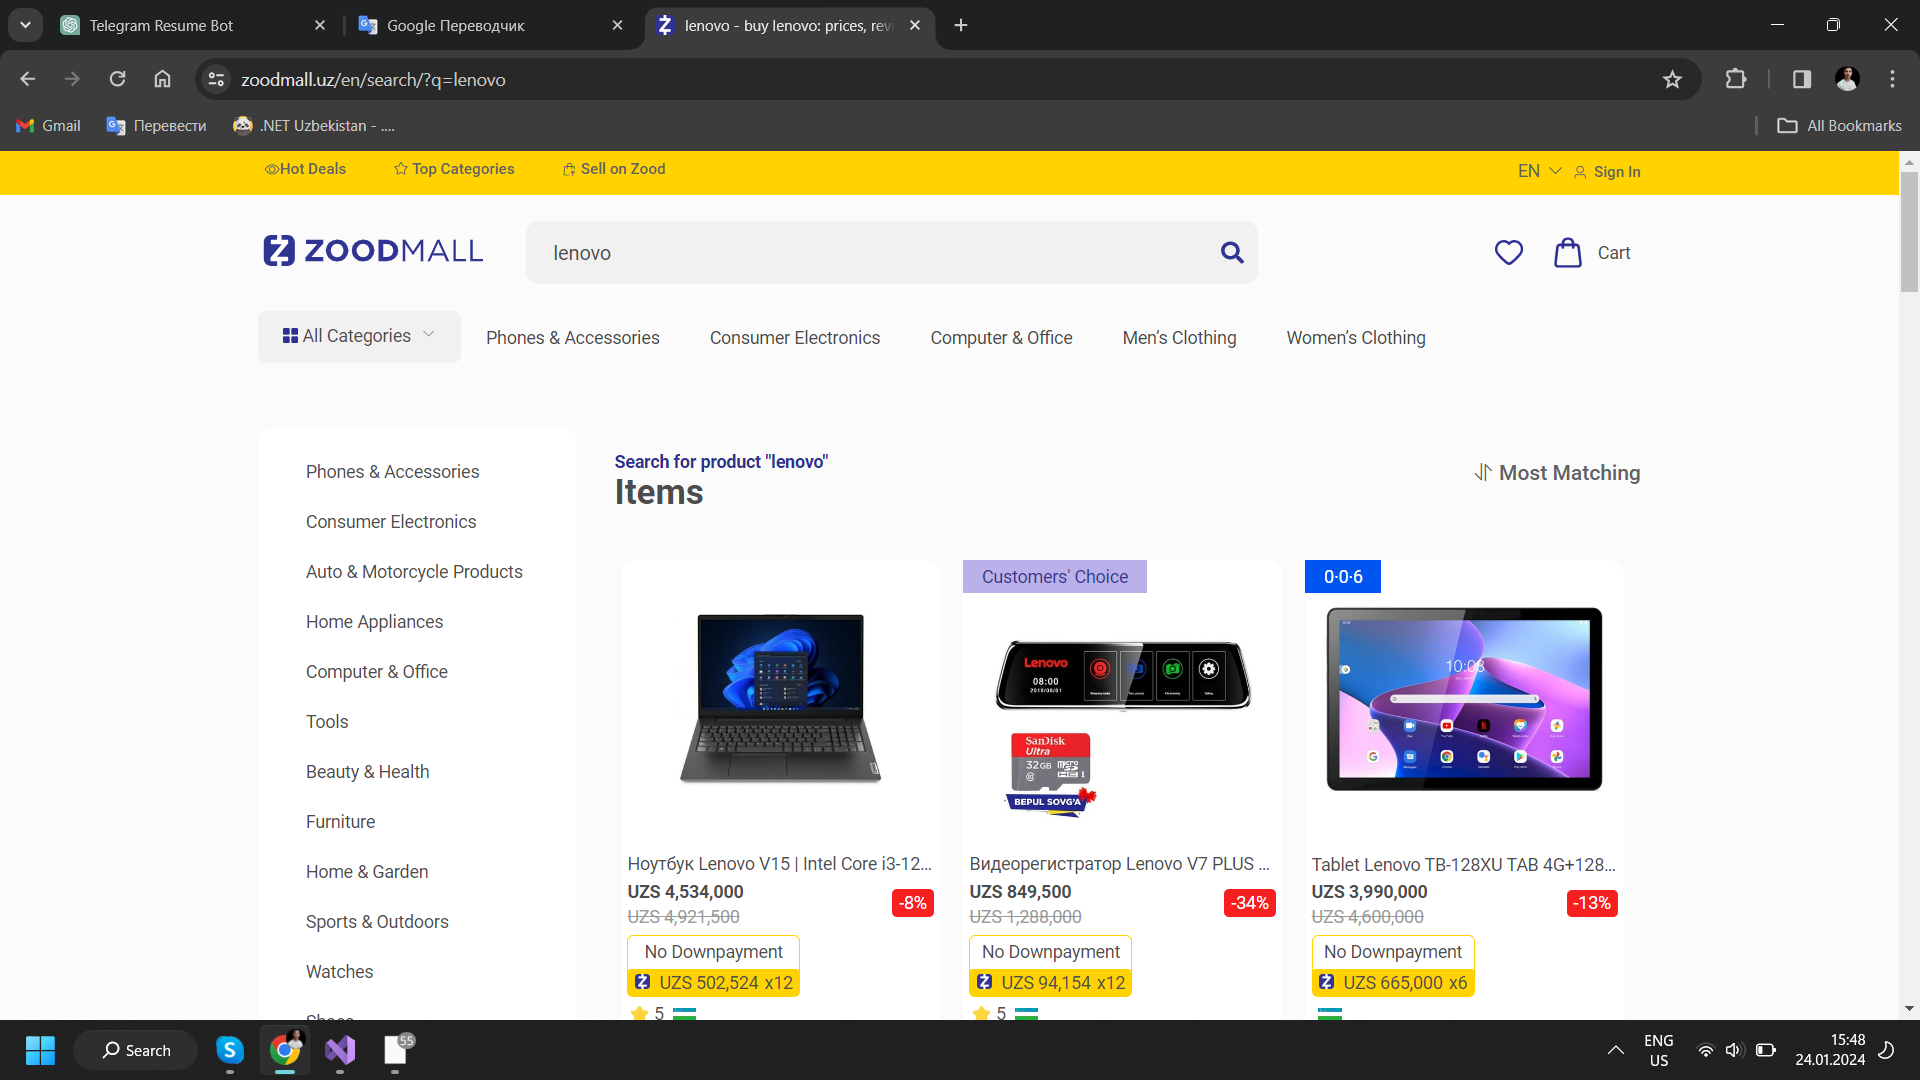 Telegram Resume Bot
Google Переводчик
lenovo - buy lenovo: prices, revi
zoodmall.uz/en/search/?q=lenovo
Gmail
Перевести
.NET Uzbekistan - ....
All Bookmarks
Hot Deals
Top Categories
Sell on Zood
EN
Sign In
ZOODMALL
lenovo
Cart
All Categories
Phones & Accessories
Consumer Electronics
Computer & Office
Men’s Clothing
Women’s Clothing
Phones & Accessories
Consumer Electronics
Auto & Motorcycle Products
Home Appliances
Computer & Office
Tools
Beauty & Health
Furniture
Home & Garden
Sports & Outdoors
Watches
Shoes
Search for product "lenovo"
Items
Most Matching
Ноутбук Lenovo V15 | Intel Core i3-12...
UZS 4,534,000
UZS 4,921,500
-8%
No Downpayment
UZS 502,524 x12
5
Customers' Choice
Lenovo
08:00
2019/08/01
SanDisk
Ultra
32GB
micro
HC I
BEPUL SOVG'A
Видеорегистратор Lenovo V7 PLUS ...
UZS 849,500
UZS 1,288,000
-34%
No Downpayment
UZS 94,154 x12
5
0·0·6
10:08
Tablet Lenovo TB-128XU TAB 4G+128...
UZS 3,990,000
UZS 4,600,000
-13%
No Downpayment
UZS 665,000 x6
Search
55
ENG
US
15:48
24.01.2024